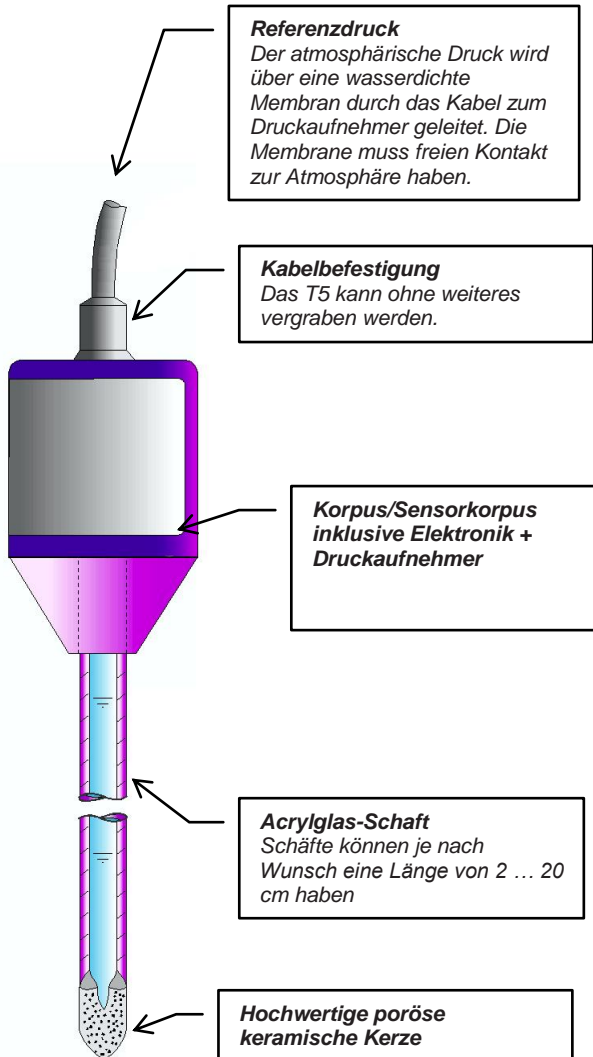 Referenzdruck
Der atmosphärische Druck wird
über eine wasserdichte
Membran durch das Kabel zum
Druckaufnehmer geleitet. Die
Membrane muss freien Kontakt
zur Atmosphäre haben.
Kabelbefestigung
Das T5 kann ohne weiteres
vergraben werden.
Korpus/Sensorkorpus
inklusive Elektronik +
Druckaufnehmer
Acrylglas-Schaft
Schäfte können je nach
Wunsch eine Länge von 2 … 20
cm haben
Hochwertige poröse
keramische Kerze